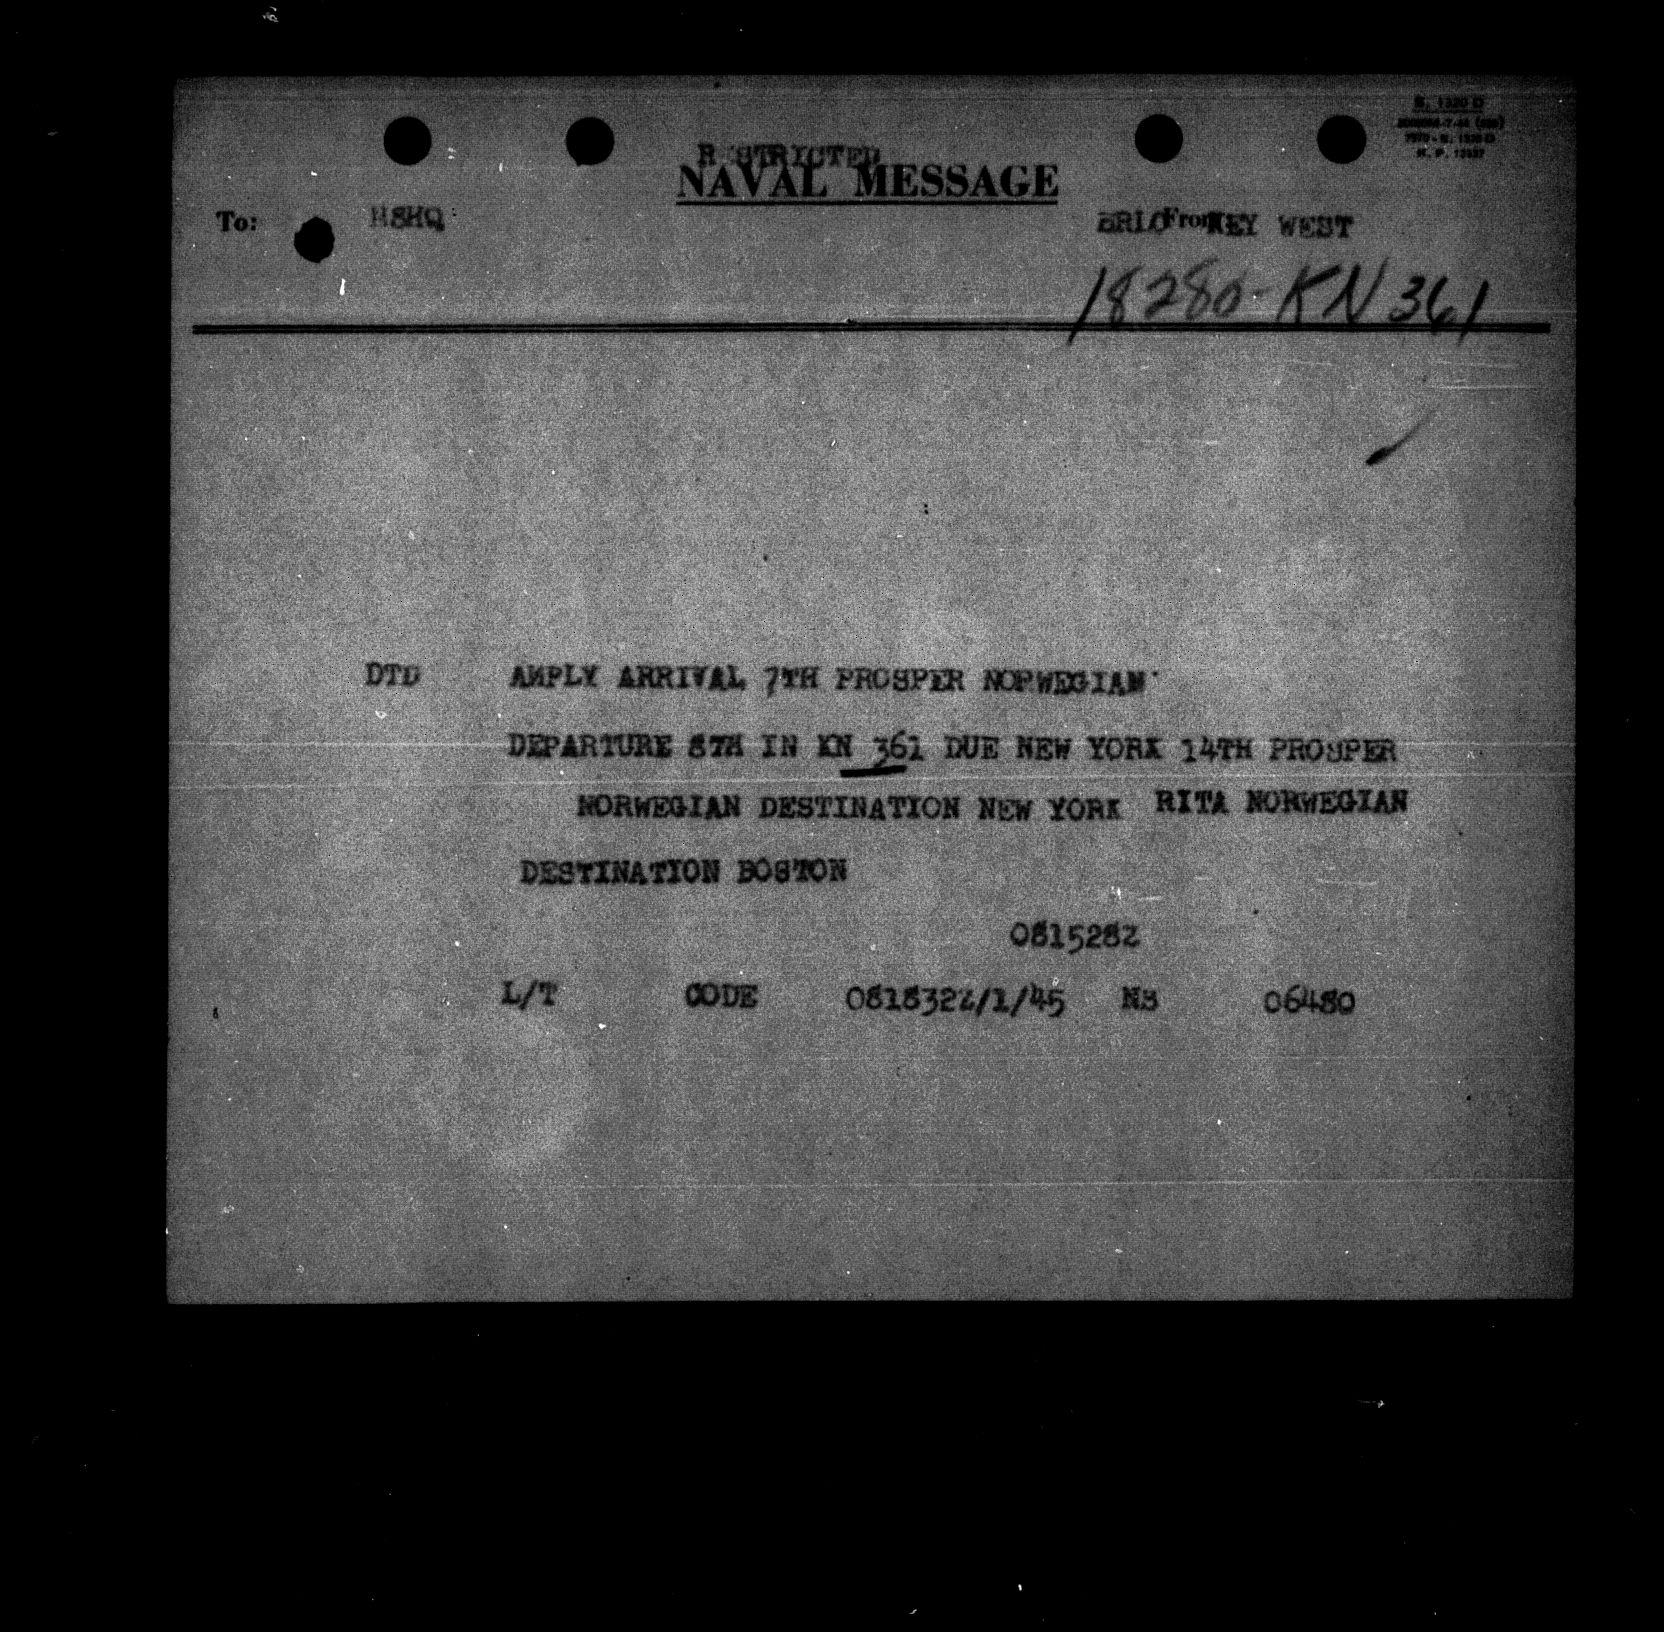 S. 1320 D
RESTRICTED
NAVAL MESSAGE
To: NSHQ From BRLO KEY WEST
18280-KN 361
DTD AMPLY ARRIVAL 7TH PROSPER NORWEGIAN
DEPARTURE 8TH IN KN 361 DUE NEW YORK 14TH PROSPER
NORWEGIAN DESTINATION NEW YORK RITA NORWEGIAN
DESTINATION BOSTON
081528Z
L/T CODE 081832Z/1/45 NS 06480